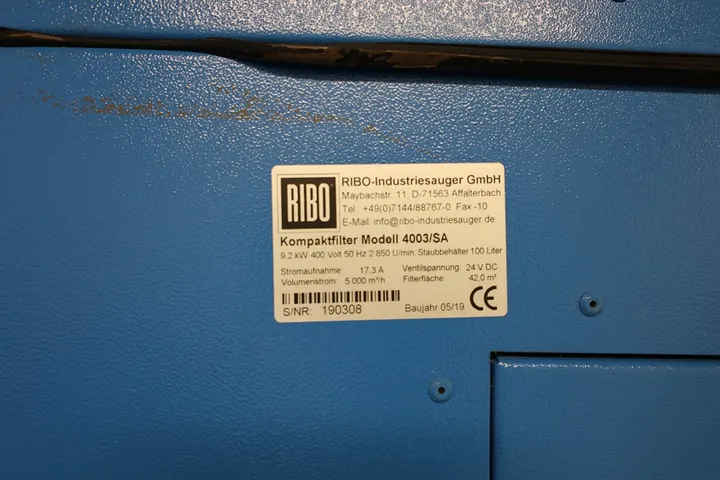 RIBO
RIBO-Industriesauger GmbH
Maybachstr. 11, D-71563 Affalterbach
Tel.: +49(0)7144/88767-0 Fax -10
E-Mail: info@ribo-industriesauger.de
Kompaktfilter Modell 4003/SA
9,2 kW 400 Volt 50 Hz 2.850 U/min. Staubbehälter 100 Liter
Stromaufnahme: 17,3 A Ventilspannung 24 V DC
Volumenstrom: 5 000 m³/h Filterfläche 42,0 m²
S/NR: 190308 Baujahr 05/19 CE